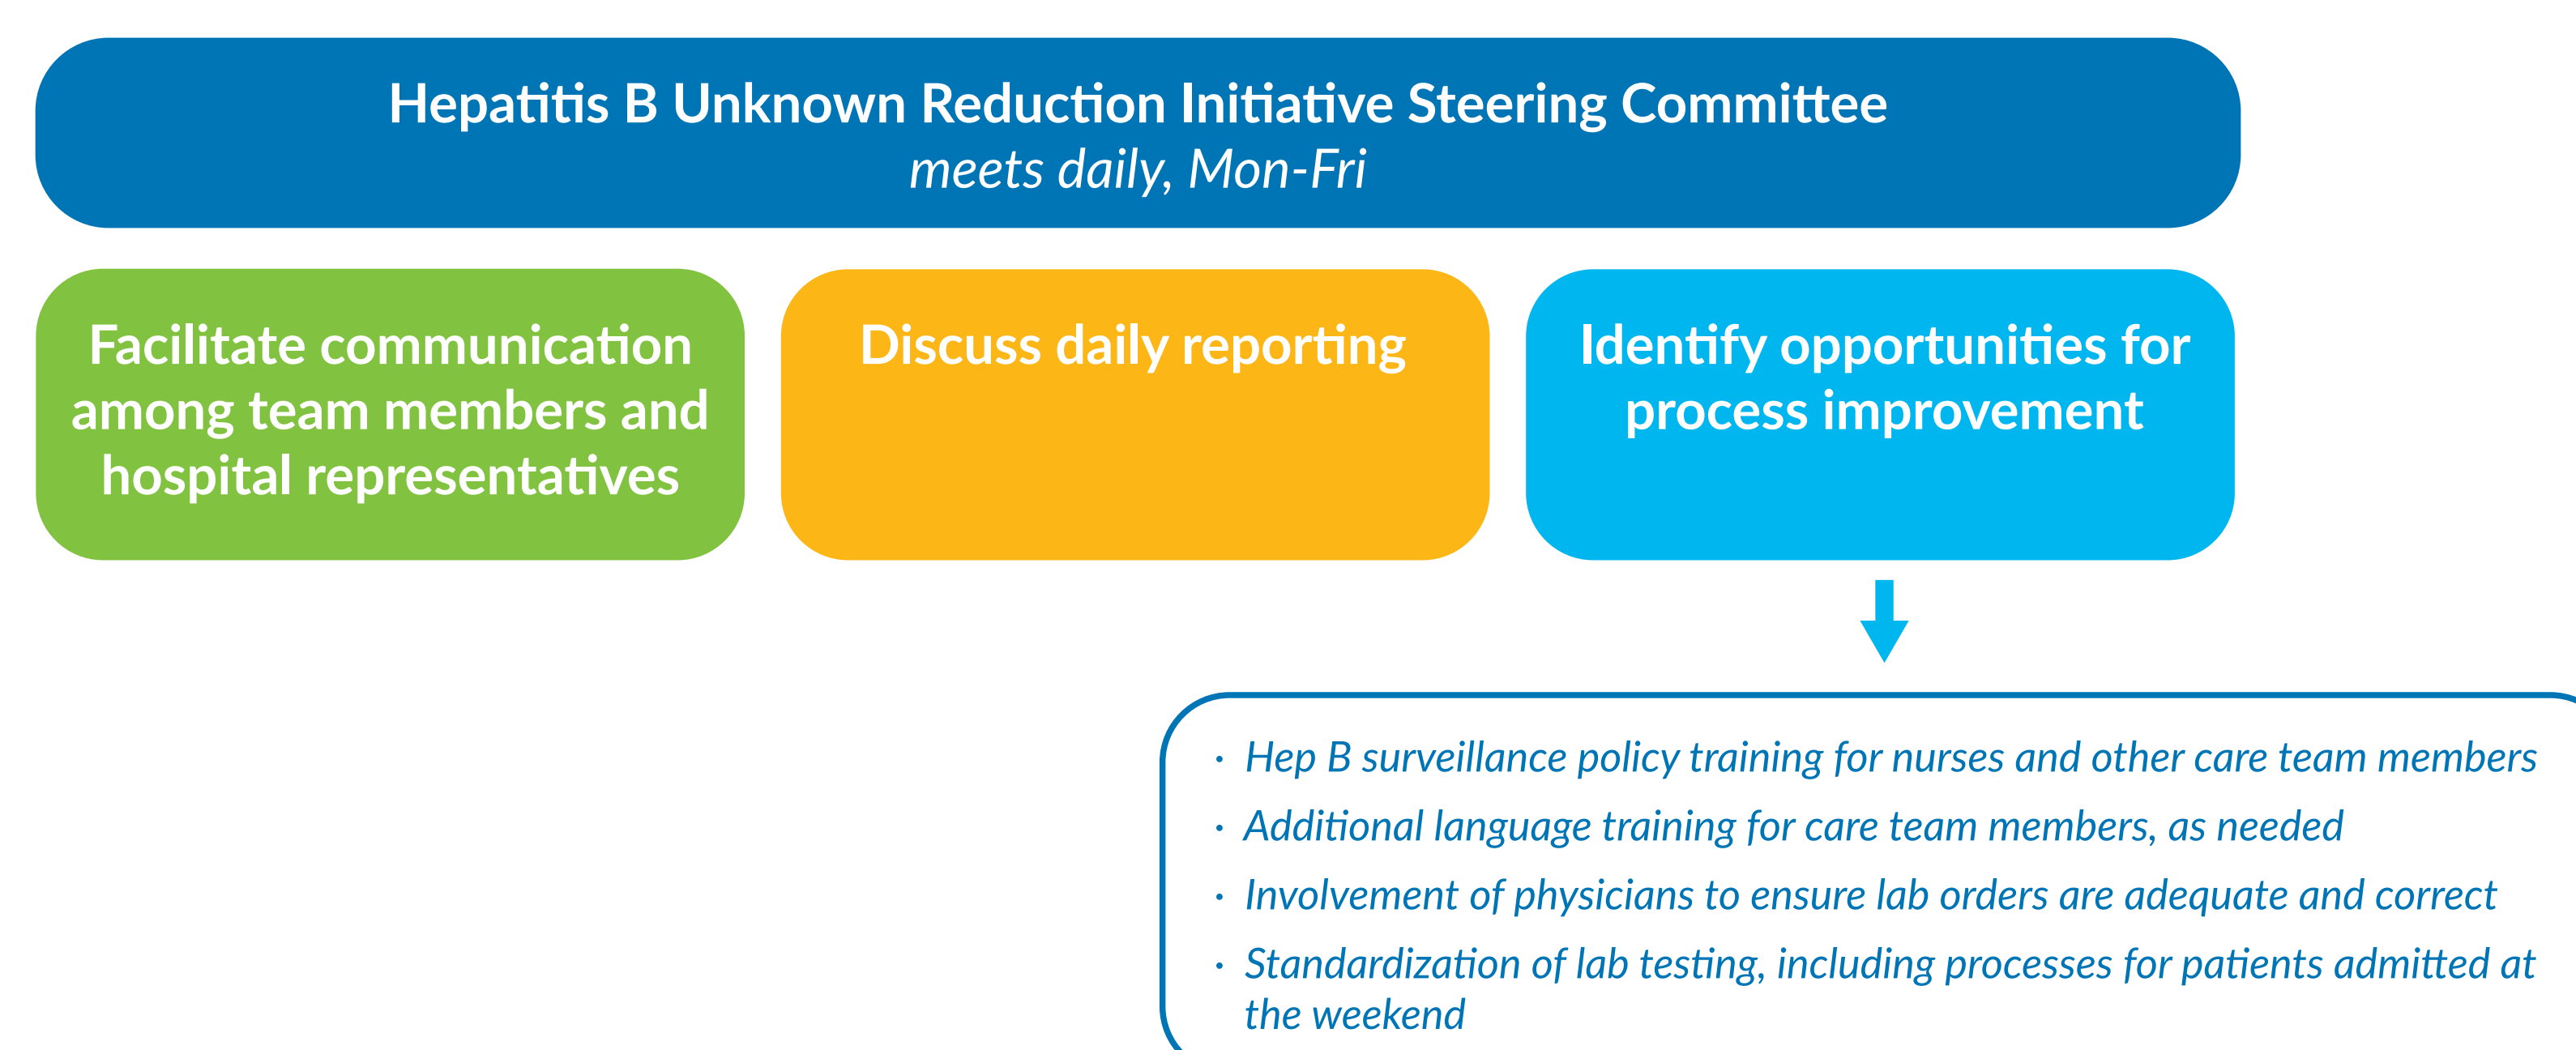 Hepatitis B Unknown Reduction Initiative Steering Committee
meets daily, Mon-Fri
Facilitate communication
among team members and
hospital representatives
Discuss daily reporting
Identify opportunities for
process improvement
· Hep B surveillance policy training for nurses and other care team members
· Additional language training for care team members, as needed
· Involvement of physicians to ensure lab orders are adequate and correct
· Standardization of lab testing, including processes for patients admitted at
the weekend